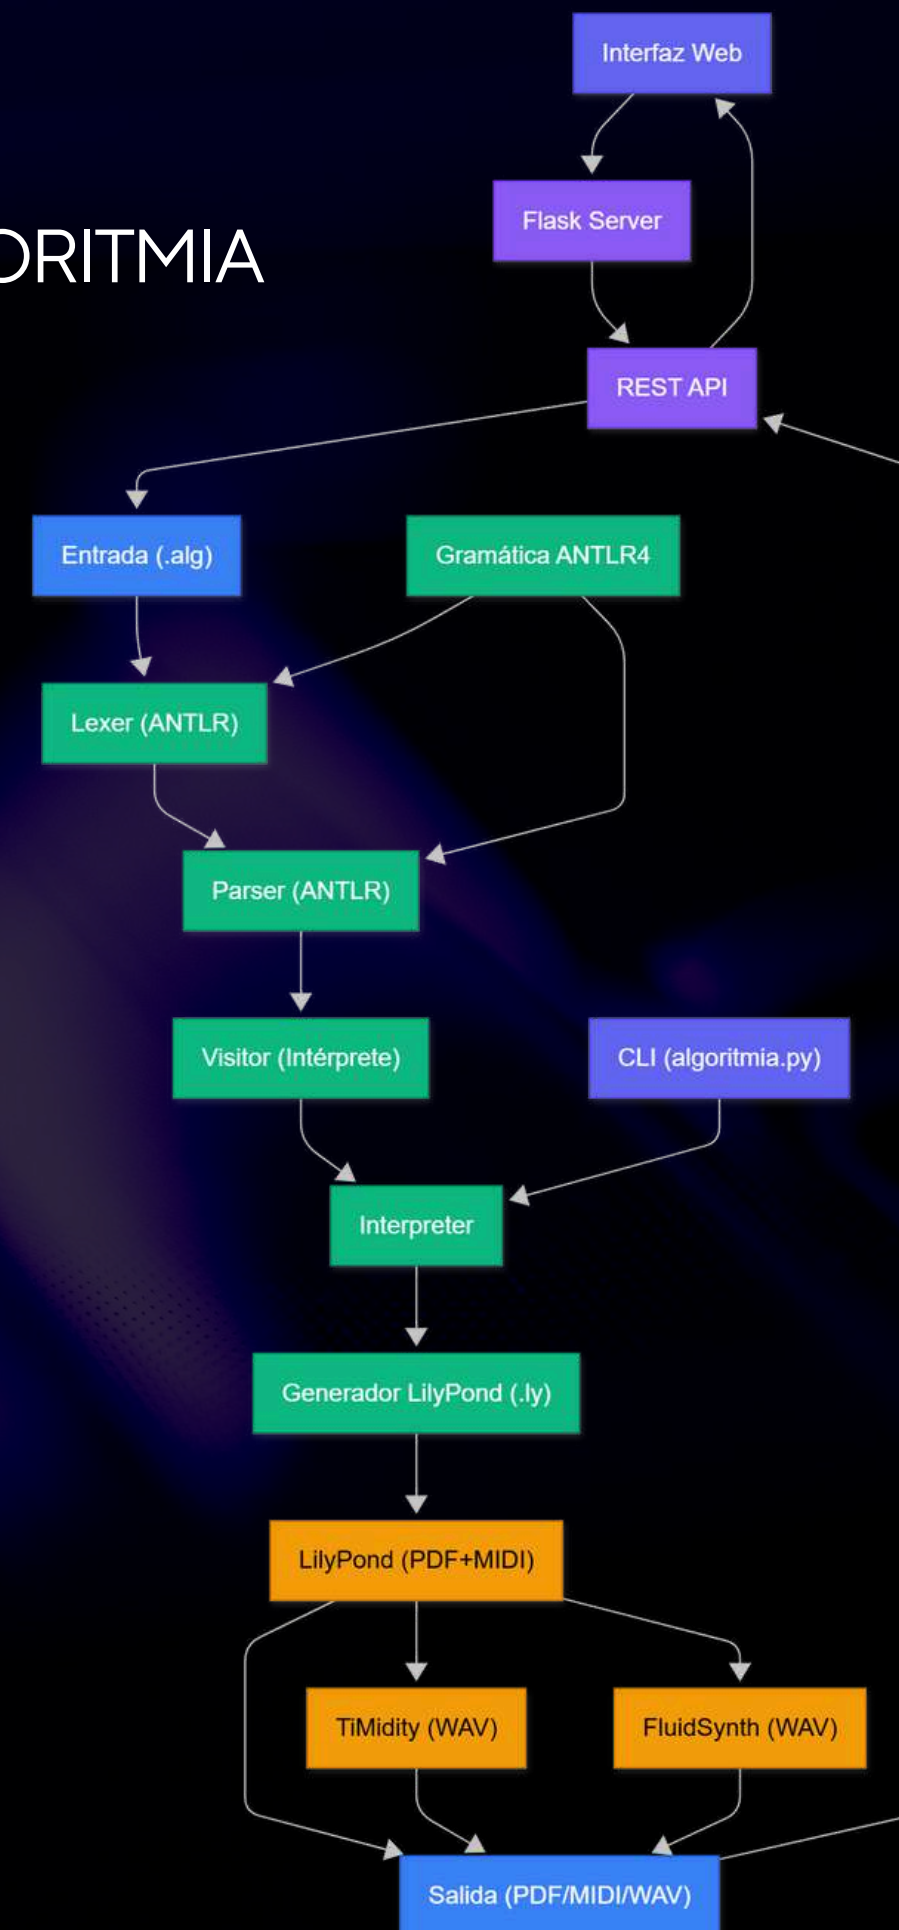 Interfaz Web
Flask Server
ORITMIA
REST API
Entrada (.alg)
Gramática ANTLR4
Lexer (ANTLR)
Parser (ANTLR)
Visitor (Intérprete)
CLI (algoritmia.py)
Interpreter
Generador LilyPond (.ly)
LilyPond (PDF+MIDI)
TiMidity (WAV)
FluidSynth (WAV)
Salida (PDF/MIDI/WAV)